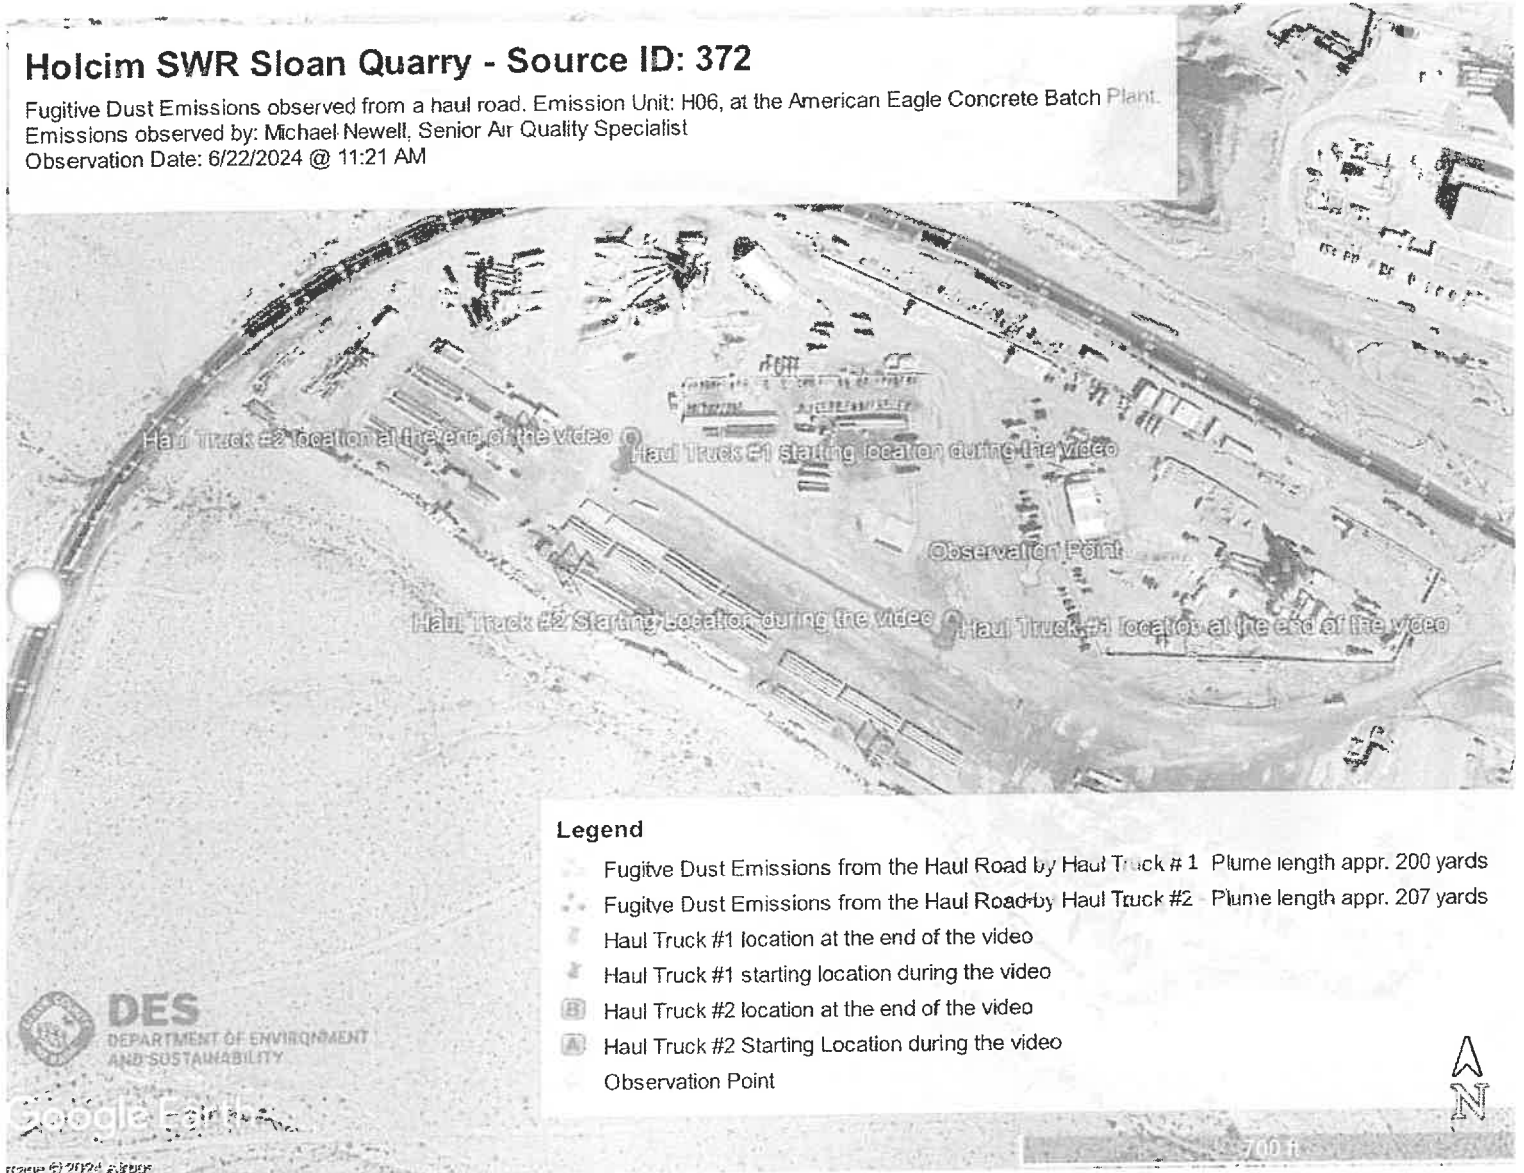 Holcim SWR Sloan Quarry - Source ID: 372
Fugitive Dust Emissions observed from a haul road. Emission Unit: H06, at the American Eagle Concrete Batch Plant.
Emissions observed by: Michael Newell, Senior Air Quality Specialist
Observation Date: 6/22/2024 @ 11:21 AM
Haul Truck #2 location at the end of the video
Haul Truck #1 starting location during the video
Observation Point
Haul Truck #2 Starting Location during the video
Haul Truck #1 location at the end of the video
Legend
Fugitve Dust Emissions from the Haul Road by Haul Truck # 1 Plume length appr. 200 yards
Fugitve Dust Emissions from the Haul Road by Haul Truck #2 - Plume length appr. 207 yards
Haul Truck #1 location at the end of the video
Haul Truck #1 starting location during the video
B Haul Truck #2 location at the end of the video
A Haul Truck #2 Starting Location during the video
Observation Point
DES
DEPARTMENT OF ENVIRONMENT
AND SUSTAINABILITY
Google Earth
N
700 ft
Image © 2024 Airbus